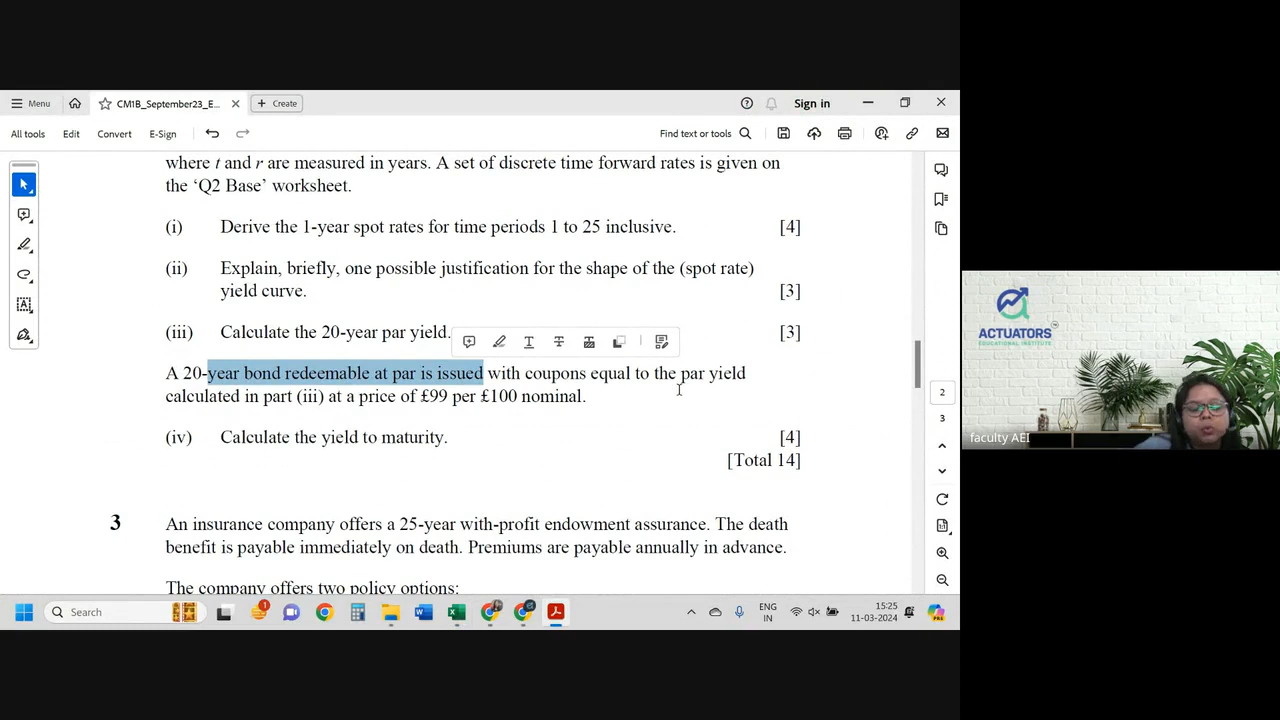 Menu
CM1B_September23_E...
Create
Sign in
All tools
Edit
Convert
E-Sign
Find text or tools
where t and r are measured in years. A set of discrete time forward rates is given on
the ‘Q2 Base’ worksheet.
(i) Derive the 1-year spot rates for time periods 1 to 25 inclusive. [4]
(ii) Explain, briefly, one possible justification for the shape of the (spot rate)
yield curve. [3]
(iii) Calculate the 20-year par yield. [3]
A 20-year bond redeemable at par is issued with coupons equal to the par yield
calculated in part (iii) at a price of £99 per £100 nominal.
(iv) Calculate the yield to maturity. [4]
[Total 14]
3 An insurance company offers a 25-year with-profit endowment assurance. The death
benefit is payable immediately on death. Premiums are payable annually in advance.
The company offers two policy options:
2
3
ACTUATORS
EDUCATIONAL INSTITUTE
faculty AEI
Search
1
ENG
IN
15:25
11-03-2024